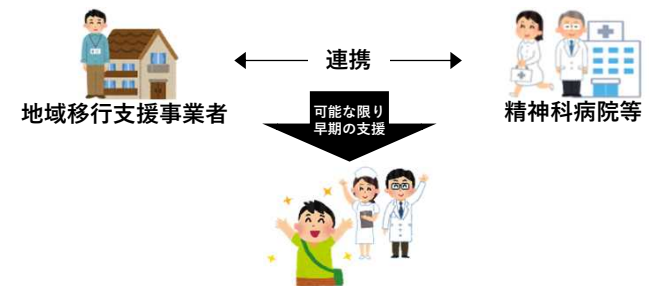 連携
地域移行支援事業者
精神科病院等
可能な限り
早期の支援